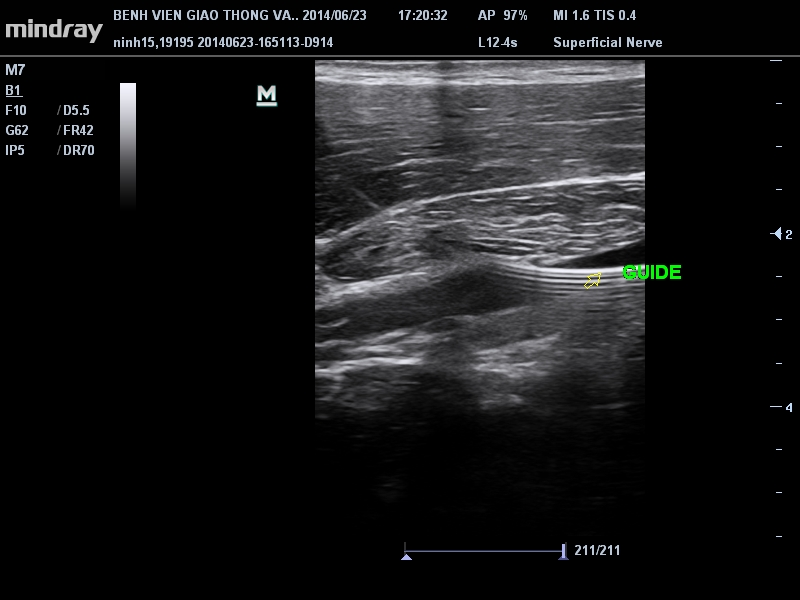 mindray
BENH VIEN GIAO THONG VA.. 2014/06/23 17:20:32 AP 97% MI 1.6 TIS 0.4
ninh15,19195 20140623-165113-D914 L12-4s Superficial Nerve
M7
B1
F10 / D5.5
G62 / FR42
IP5 / DR70
M
2
GUIDE
4
211/211